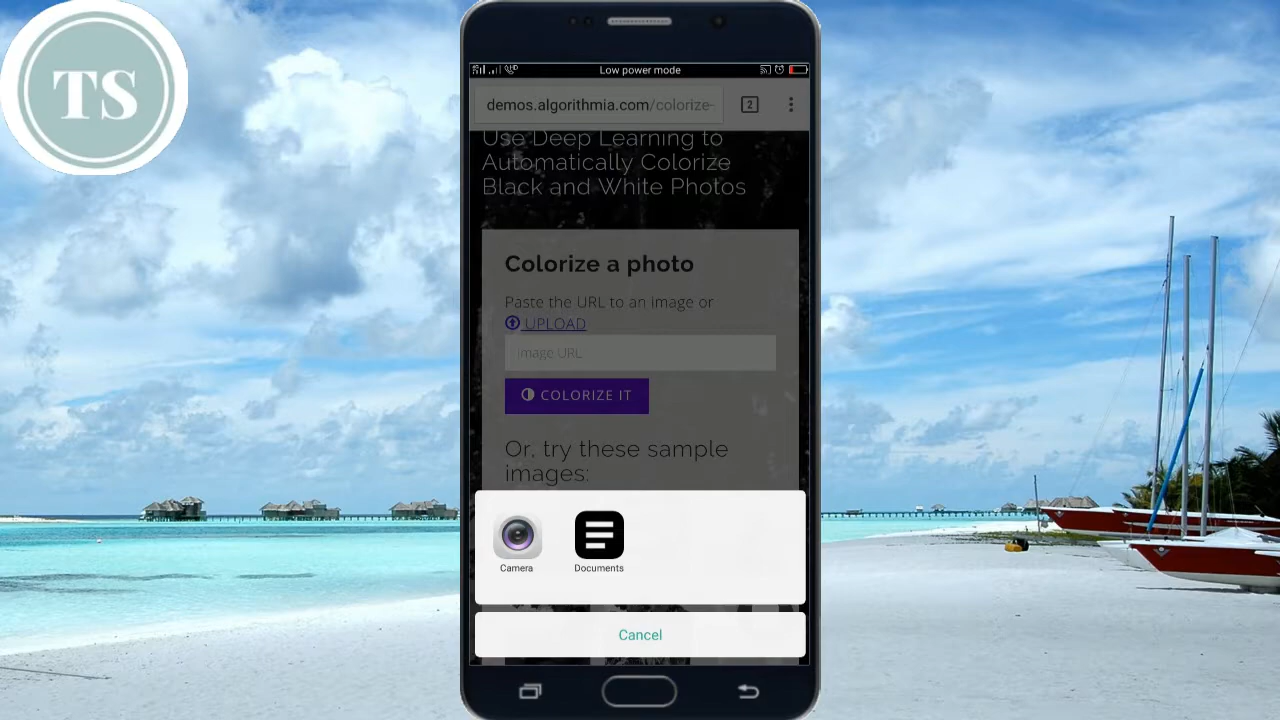 TS
Low power mode
demos.algorithmia.com/colorize-
2
Use Deep Learning to
Automatically Colorize
Black and White Photos
Colorize a photo
Paste the URL to an image or
UPLOAD
Image URL
COLORIZE IT
Or, try these sample
images:
Camera
Documents
Cancel